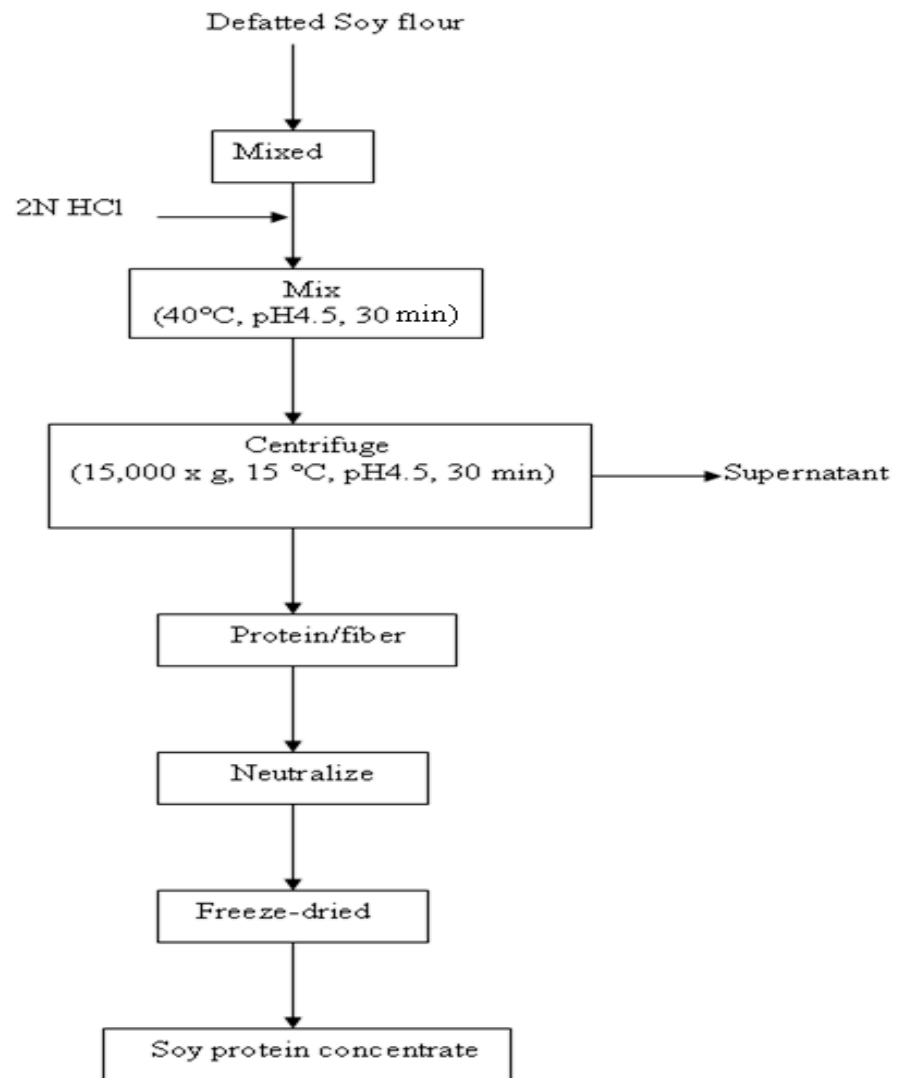 Defatted Soy flour
Mixed
2N HCl
Mix
(40°C, pH4.5, 30 min)
Centrifuge
(15,000 x g, 15 °C, pH4.5, 30 min)
Supernatant
Protein/fiber
Neutralize
Freeze-dried
Soy protein concentrate